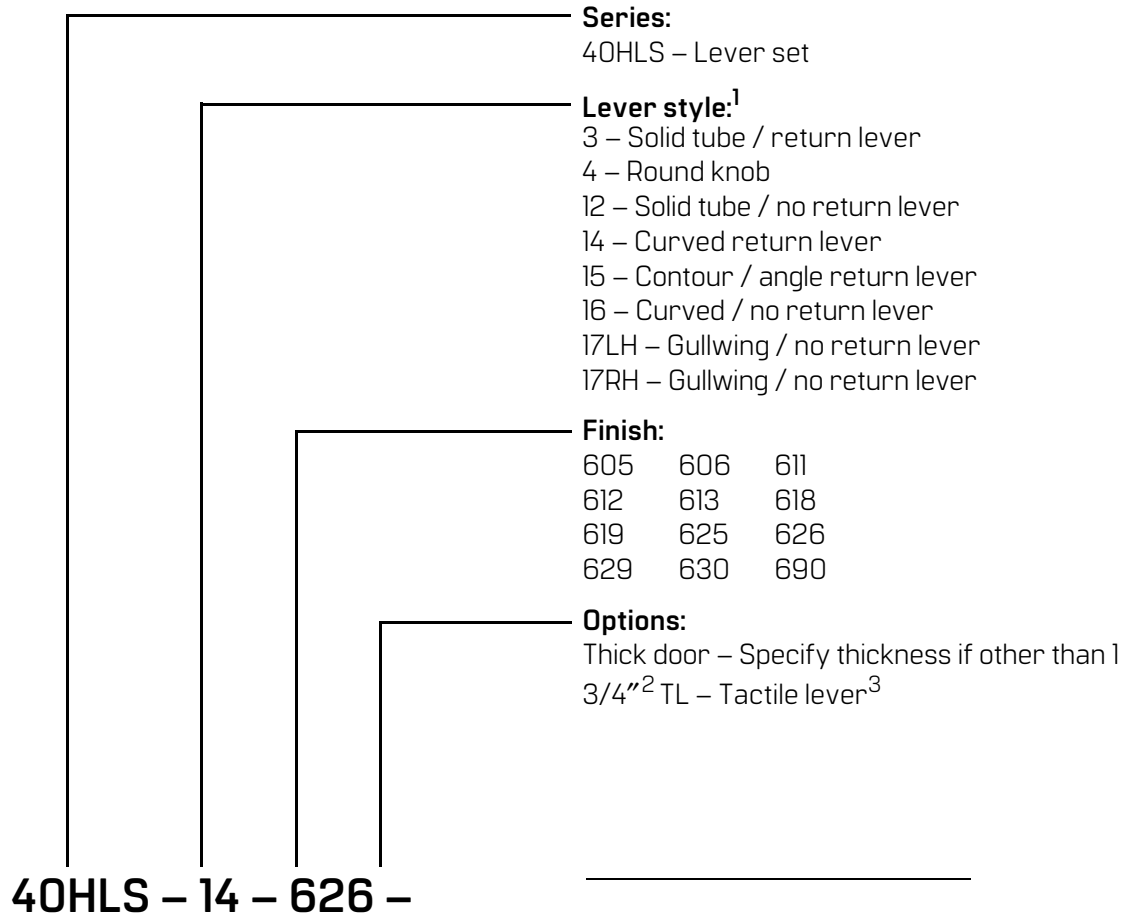 Series:
40HLS – Lever set
Lever style:1
3 – Solid tube / return lever
4 – Round knob
12 – Solid tube / no return lever
14 – Curved return lever
15 – Contour / angle return lever
16 – Curved / no return lever
17LH – Gullwing / no return lever
17RH – Gullwing / no return lever
Finish:
605 606 611
612 613 618
619 625 626
629 630 690
Options:
Thick door – Specify thickness if other than 1
3/4″2 TL – Tactile lever3
40HLS – 14 – 626 –